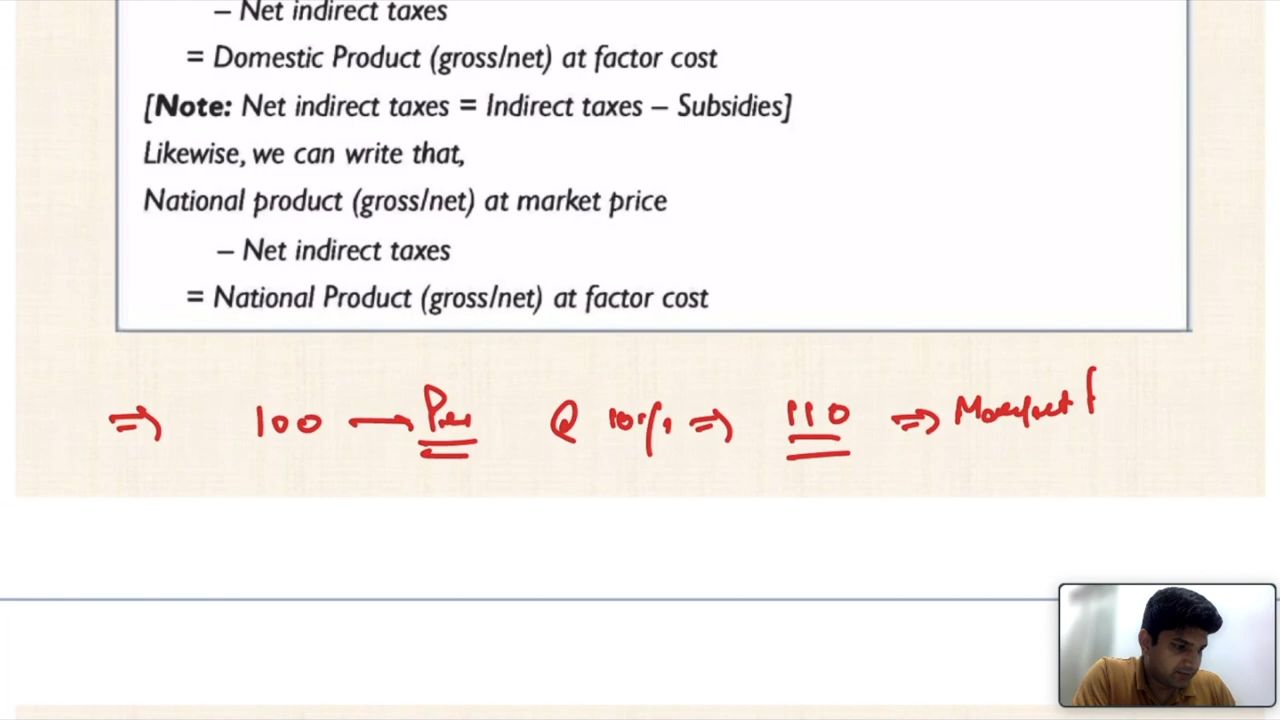 – Net indirect taxes
= Domestic Product (gross/net) at factor cost
[Note: Net indirect taxes = Indirect taxes – Subsidies]
Likewise, we can write that,
National product (gross/net) at market price
– Net indirect taxes
= National Product (gross/net) at factor cost
⇒ 100 → Pen @ 10% ⇒ 110 ⇒